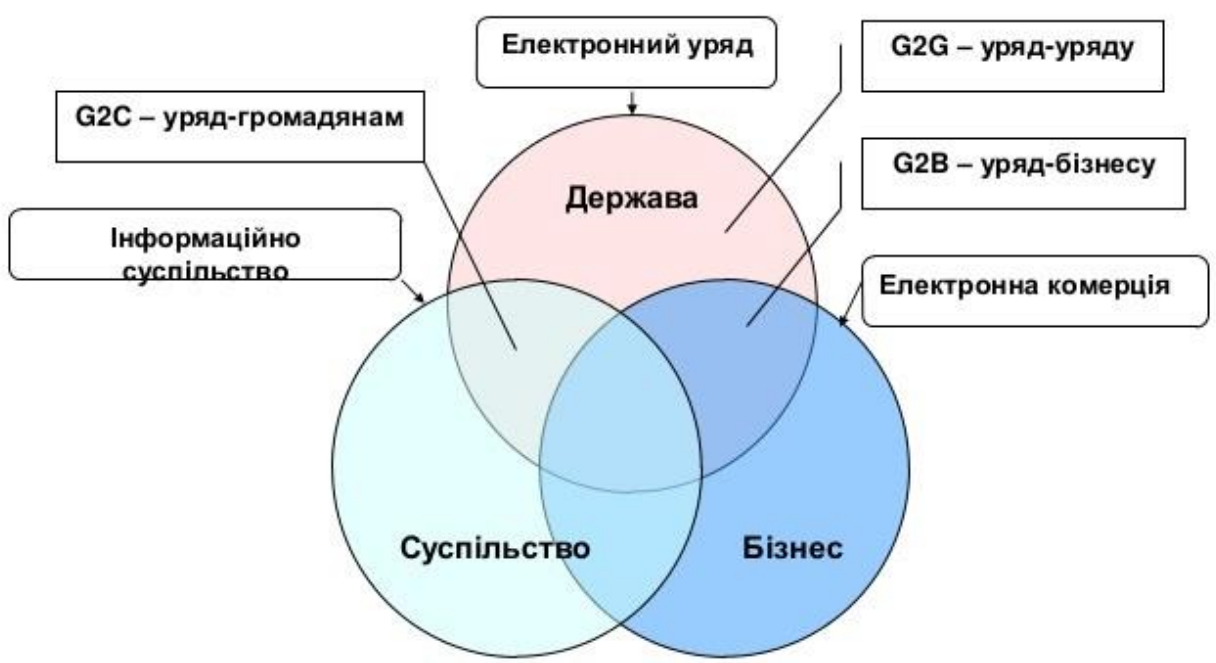 Електронний уряд
G2G – уряд-уряду
G2C – уряд-громадянам
G2B – уряд-бізнесу
Держава
Інформаційно
суспільство
Електронна комерція
Суспільство
Бізнес